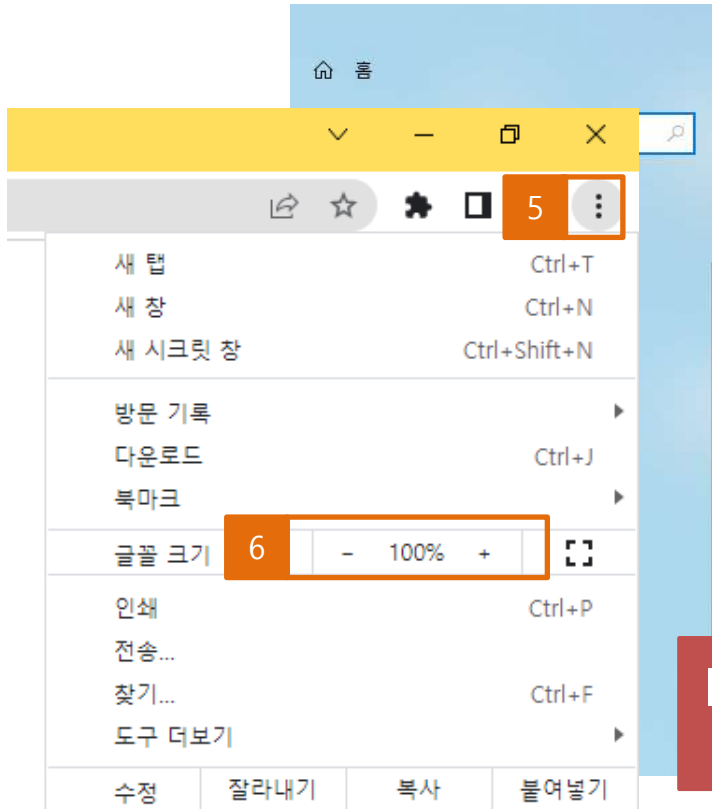 홈
5
새 탭 Ctrl+T
새 창 Ctrl+N
새 시크릿 창 Ctrl+Shift+N
방문 기록
다운로드 Ctrl+J
북마크
글꼴 크기 6 - 100% +
인쇄 Ctrl+P
전송...
찾기... Ctrl+F
도구 더보기
수정 잘라내기 복사 붙여넣기